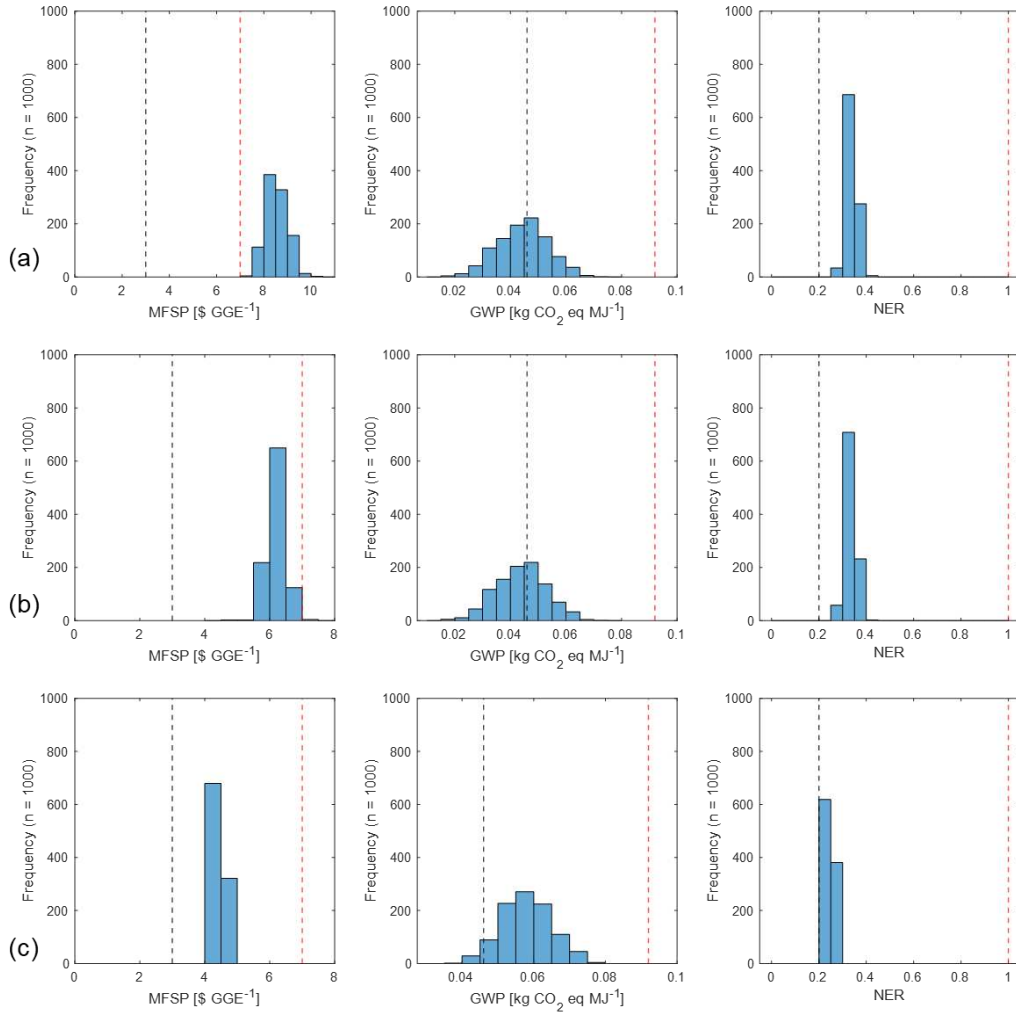 1000
800
600
400
200
0
Frequency (n = 1000)
0 2 4 6 8 10
MFSP [$ GGE⁻¹]
1000
800
600
400
200
0
Frequency (n = 1000)
0.02 0.04 0.06 0.08 0.1
GWP [kg CO₂ eq MJ⁻¹]
1000
800
600
400
200
0
Frequency (n = 1000)
0 0.2 0.4 0.6 0.8 1
NER
(a)
1000
800
600
400
200
0
Frequency (n = 1000)
0 2 4 6 8
MFSP [$ GGE⁻¹]
1000
800
600
400
200
0
Frequency (n = 1000)
0.02 0.04 0.06 0.08 0.1
GWP [kg CO₂ eq MJ⁻¹]
1000
800
600
400
200
0
Frequency (n = 1000)
0 0.2 0.4 0.6 0.8 1
NER
(b)
1000
800
600
400
200
0
Frequency (n = 1000)
0 2 4 6 8
MFSP [$ GGE⁻¹]
1000
800
600
400
200
0
Frequency (n = 1000)
0.04 0.06 0.08 0.1
GWP [kg CO₂ eq MJ⁻¹]
1000
800
600
400
200
0
Frequency (n = 1000)
0 0.2 0.4 0.6 0.8 1
NER
(c)